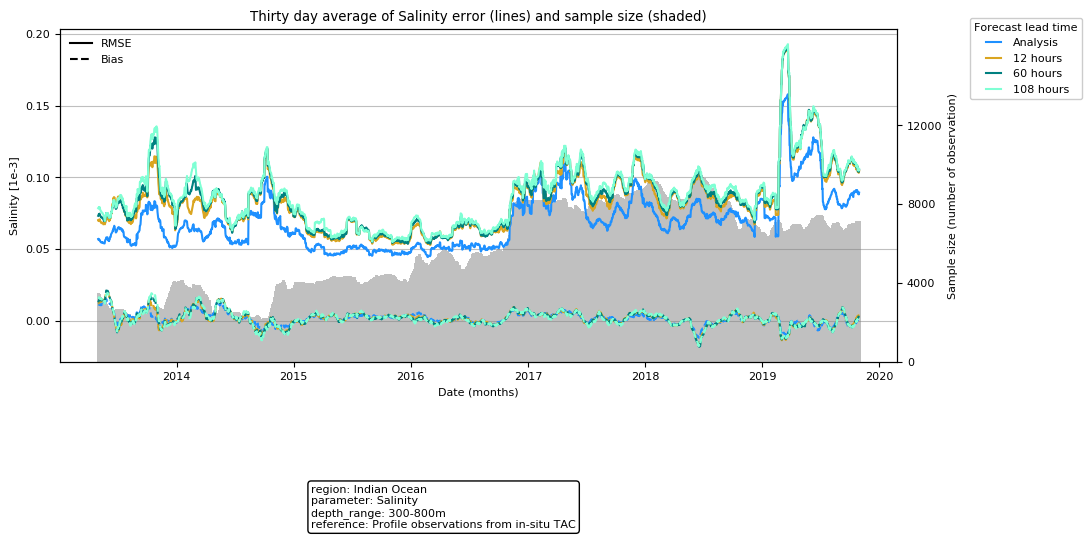 Thirty day average of Salinity error (lines) and sample size (shaded)
Forecast lead time
Analysis
12 hours
60 hours
108 hours
RMSE
Bias
Salinity [1e-3]
0.20
0.15
0.10
0.05
0.00
Sample size (number of observation)
12000
8000
4000
0
2014
2015
2016
2017
2018
2019
2020
Date (months)
region: Indian Ocean
parameter: Salinity
depth_range: 300-800m
reference: Profile observations from in-situ TAC